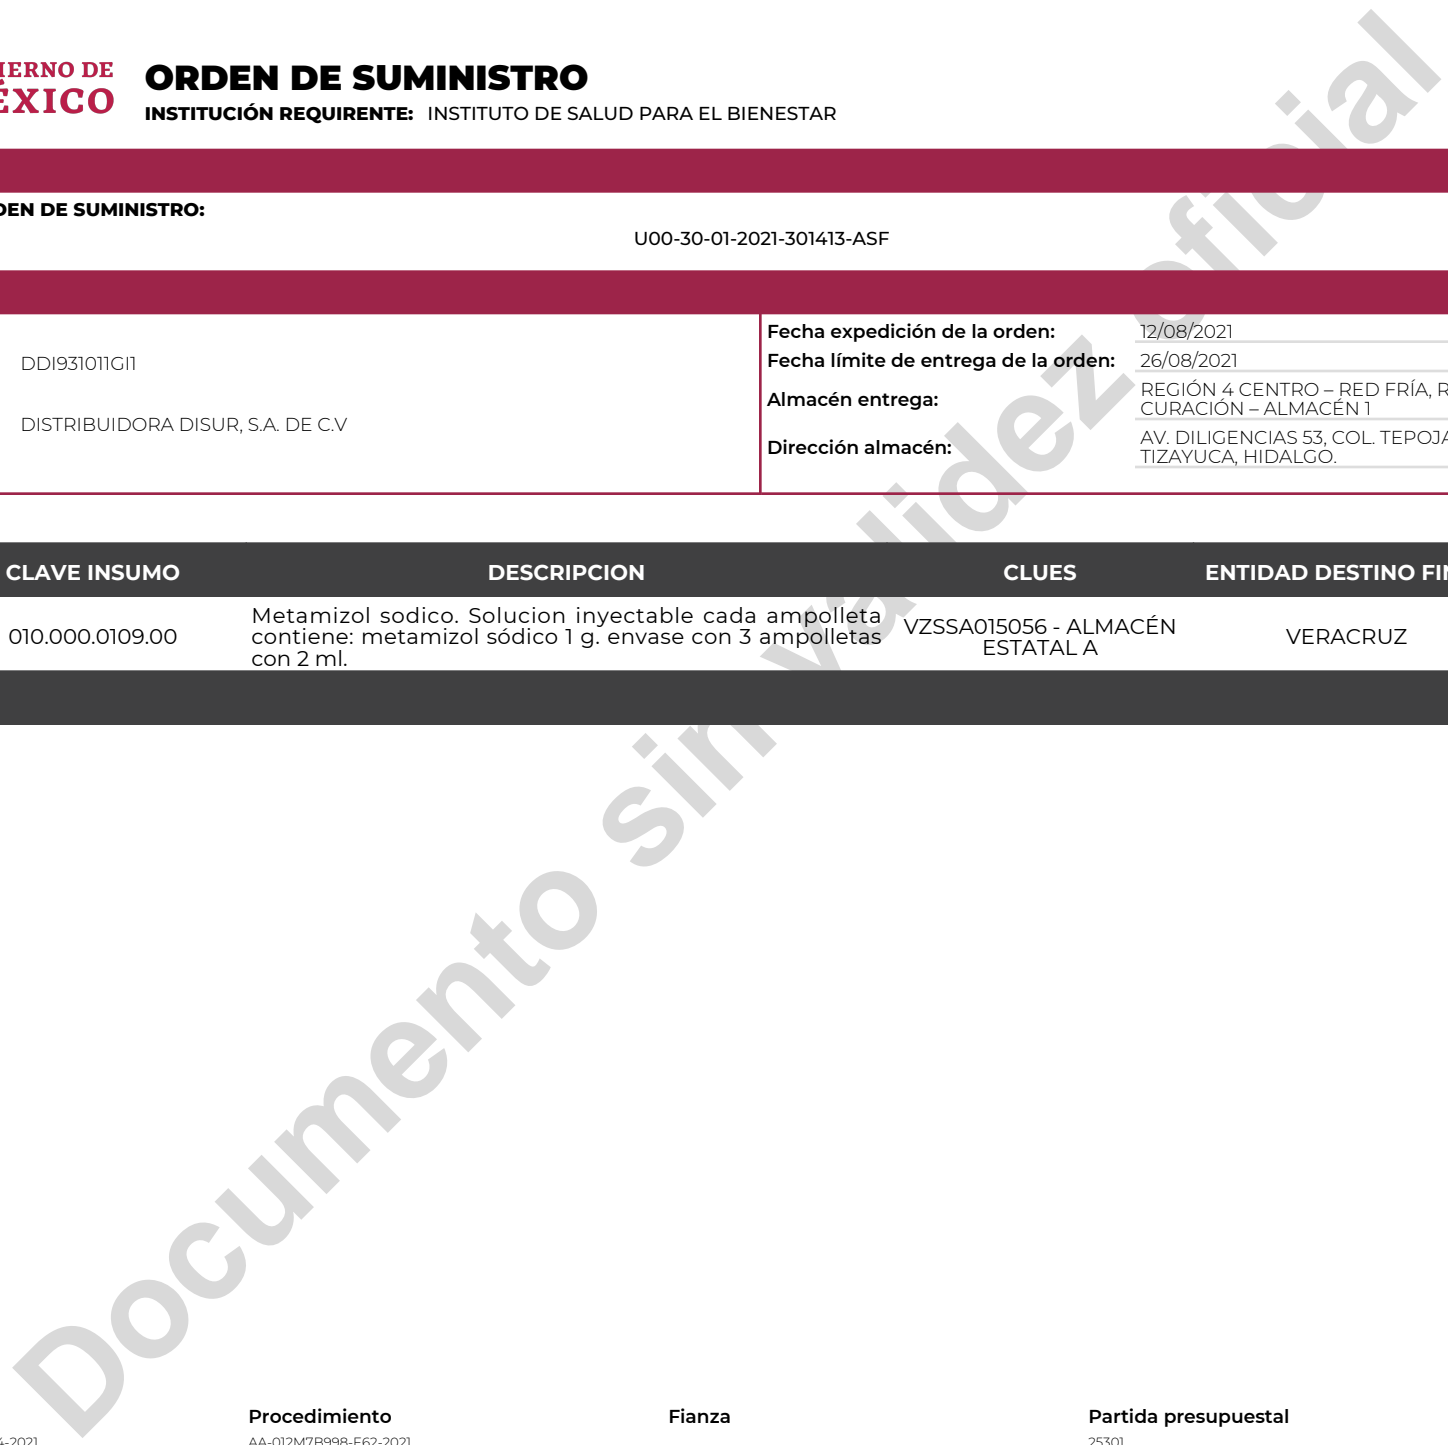 ORDEN DE SUMINISTRO
INSTITUCIÓN REQUIRENTE: INSTITUTO DE SALUD PARA EL BIENESTAR
DE
ÉXICO
DE SUMINISTRO:
U00-30-01-2021-301413-ASF
DDI931011GI1
DISTRIBUIDORA DISUR, S.A. DE C.V
Fecha expedición de la orden: 12/08/2021
Fecha límite de entrega de la orden: 26/08/2021
Almacén entrega: REGIÓN 4 CENTRO – RED FRÍA, R
CURACIÓN – ALMACÉN 1
Dirección almacén: AV. DILIGENCIAS 53, COL. TEPOJA
TIZAYUCA, HIDALGO.
CLAVE INSUMO DESCRIPCION CLUES ENTIDAD DESTINO FIN
010.000.0109.00
Metamizol sodico. Solucion inyectable cada ampolleta
contiene: metamizol sódico 1 g. envase con 3 ampolletas
con 2 ml.
VZSSA015056 - ALMACÉN
ESTATAL A
VERACRUZ
Documento sin validez oficial
Procedimiento Fianza Partida presupuestal
-2021 AA-012M7B998-E62-2021 25301